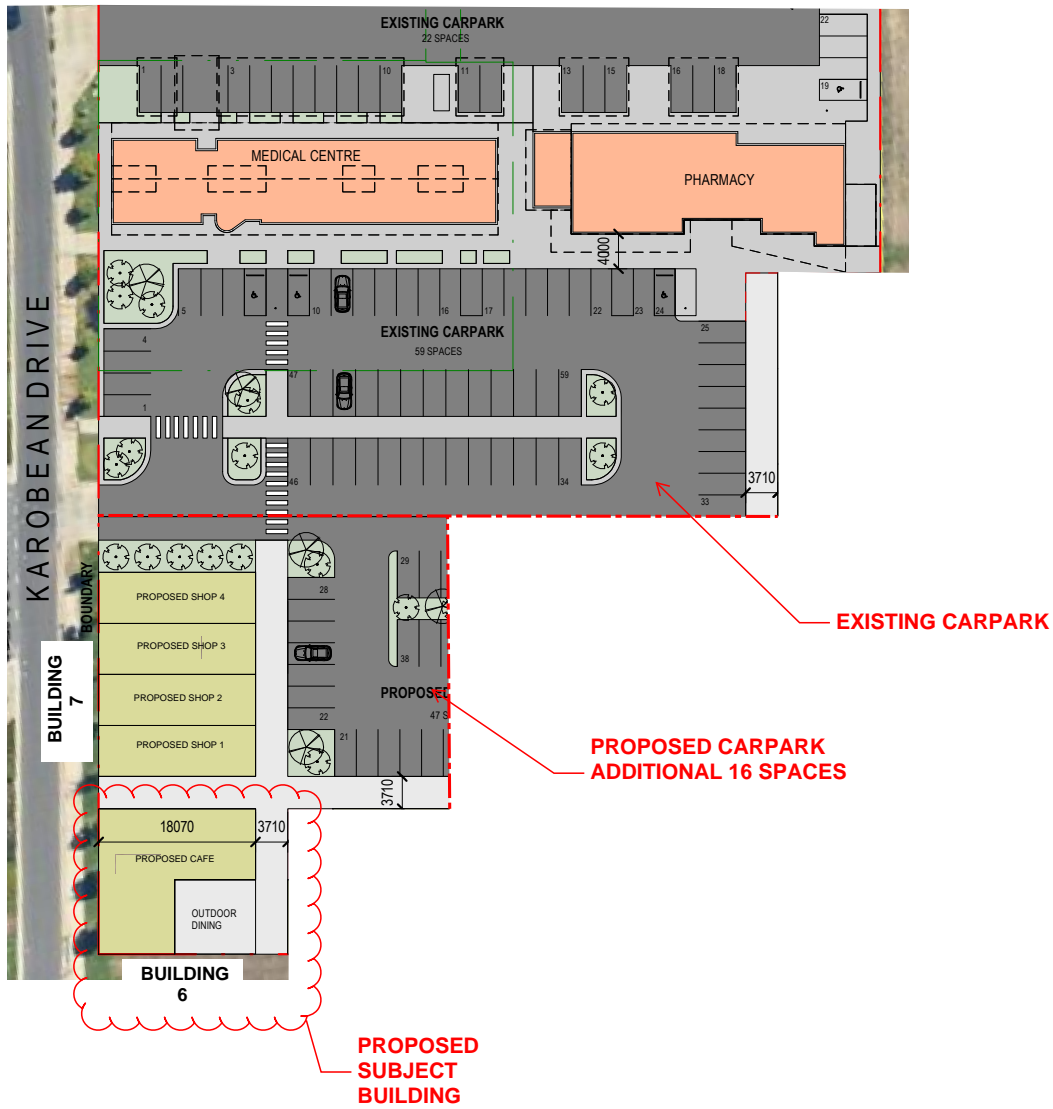 EXISTING CARPARK
22 SPACES
22
1
3
10
11
13
15
16
18
19
MEDICAL CENTRE
PHARMACY
4000
5
10
16
17
22
23
24
25
EXISTING CARPARK
59 SPACES
4
1
47
59
46
34
33
3710
KAROBEAN DRIVE
BOUNDARY
PROPOSED SHOP 4
PROPOSED SHOP 3
PROPOSED SHOP 2
PROPOSED SHOP 1
BUILDING
7
29
28
38
PROPOSED
47 S
22
21
3710
EXISTING CARPARK
PROPOSED CARPARK
ADDITIONAL 16 SPACES
18070
3710
PROPOSED CAFE
OUTDOOR
DINING
BUILDING
6
PROPOSED
SUBJECT
BUILDING